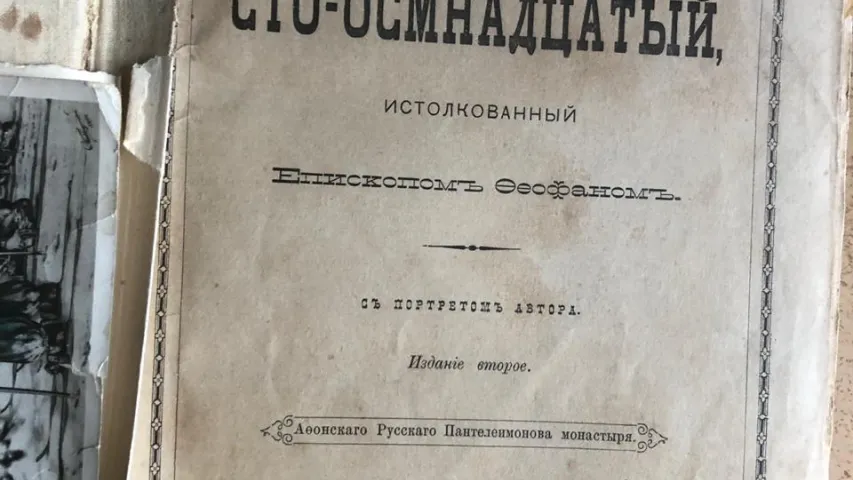 СТО-ОСМНАДЦАТЫЙ,
ИСТОЛКОВАННЫЙ
Епископомъ Ѳеофаномъ.
СЪ ПОРТРЕТОМЪ АВТОРА.
Изданіе второе.
Аѳонскаго Русскаго Пантелеимонова монастыря.